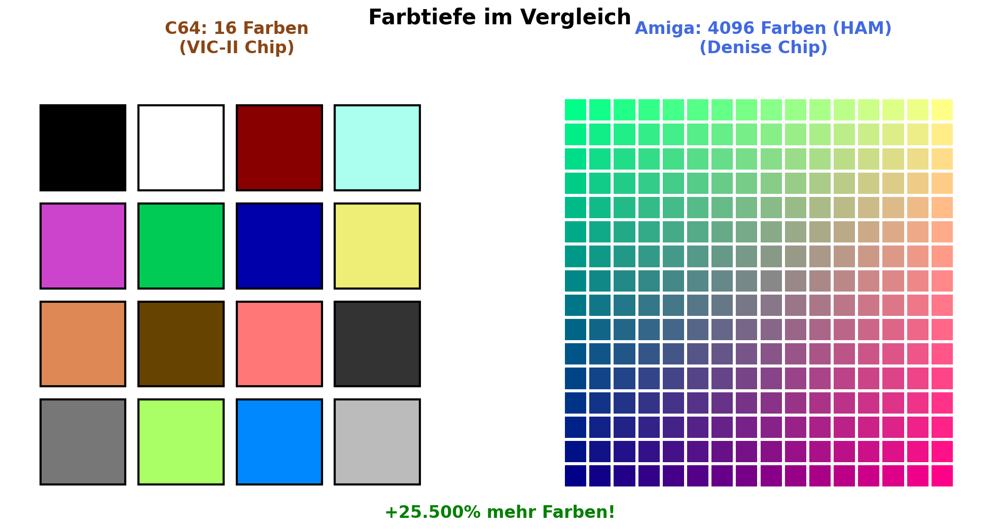 Farbtiefe im Vergleich
C64: 16 Farben
(VIC-II Chip)
Amiga: 4096 Farben (HAM)
(Denise Chip)
+25.500% mehr Farben!